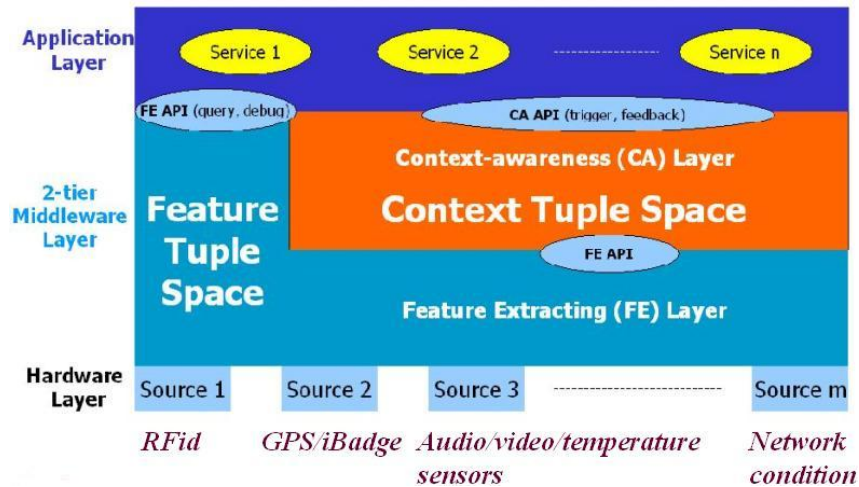 Application
Layer
Service 1
Service 2
Service n
FE API (query, debug)
CA API (trigger, feedback)
Context-awareness (CA) Layer
2-tier
Middleware
Layer
Feature
Tuple
Space
Context Tuple Space
FE API
Feature Extracting (FE) Layer
Hardware
Layer
Source 1
Source 2
Source 3
Source m
RFid
GPS/iBadge
Audio/video/temperature
sensors
Network
condition